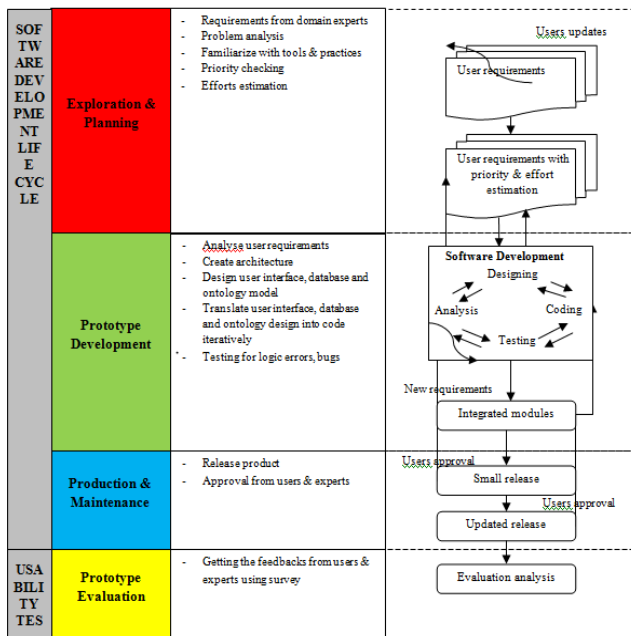 SOF
TW
ARE DEV
ELO
PME
NT LIF
E
CYC
LE
Exploration &
Planning
- Requirements from domain experts
- Problem analysis
- Familiarize with tools & practices
- Priority checking
- Efforts estimation
Users updates
User requirements
User requirements with
priority & effort
estimation
Prototype
Development
- Analyse user requirements
- Create architecture
- Design user interface, database and
ontology model
- Translate user interface, database
and ontology design into code
iteratively
- Testing for logic errors, bugs
Software Development
Designing
Analysis
Coding
Testing
New requirements
Integrated modules
Production &
Maintenance
- Release product
- Approval from users & experts
Users approval
Small release
Users approval
Updated release
USA
BILI
TY
TES
Prototype
Evaluation
- Getting the feedbacks from users &
experts using survey
Evaluation analysis